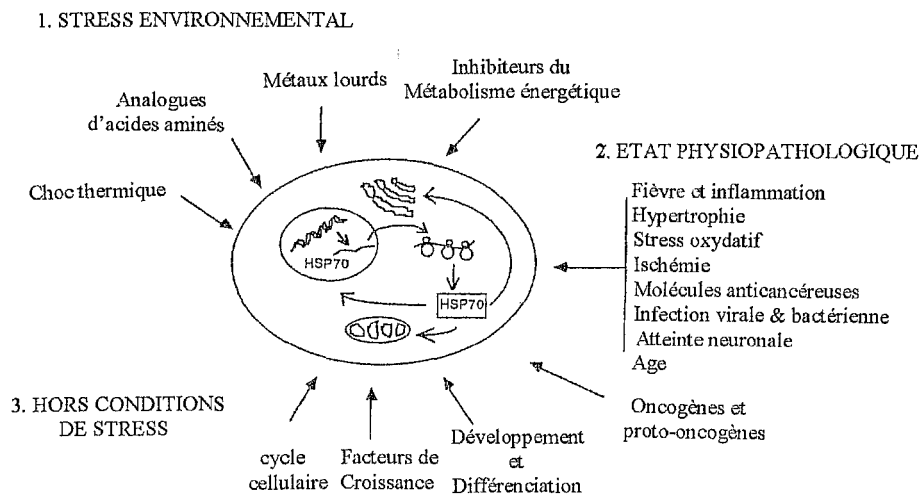 1. STRESS ENVIRONNEMENTAL
Inhibiteurs du
Métabolisme énergétique
Métaux lourds
Analogues
d'acides aminés
Choc thermique
2. ETAT PHYSIOPATHOLOGIQUE
Fièvre et inflammation
Hypertrophie
Stress oxydatif
Ischémie
Molécules anticancéreuses
Infection virale & bactérienne
Atteinte neuronale
Age
HSP70
HSP70
3. HORS CONDITIONS
DE STRESS
Oncogènes et
proto-oncogènes
cycle
cellulaire
Facteurs de
Croissance
Développement
et
Différenciation